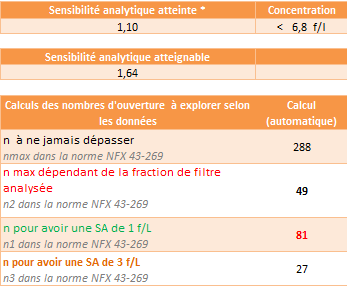 Sensibilité analytique atteinte *
Concentration
1,10
< 6,8 f/l
Sensibilité analytique atteignable
1,64
Calculs des nombres d'ouverture à explorer selon
les données
Calcul
(automatique)
n à ne jamais dépasser
nmax dans la norme NFX 43-269
288
n max dépendant de la fraction de filtre
analysée
n2 dans la norme NFX 43-269
49
n pour avoir une SA de 1 f/L
n1 dans la norme NFX 43-269
81
n pour avoir une SA de 3 f/L
n3 dans la norme NFX 43-269
27